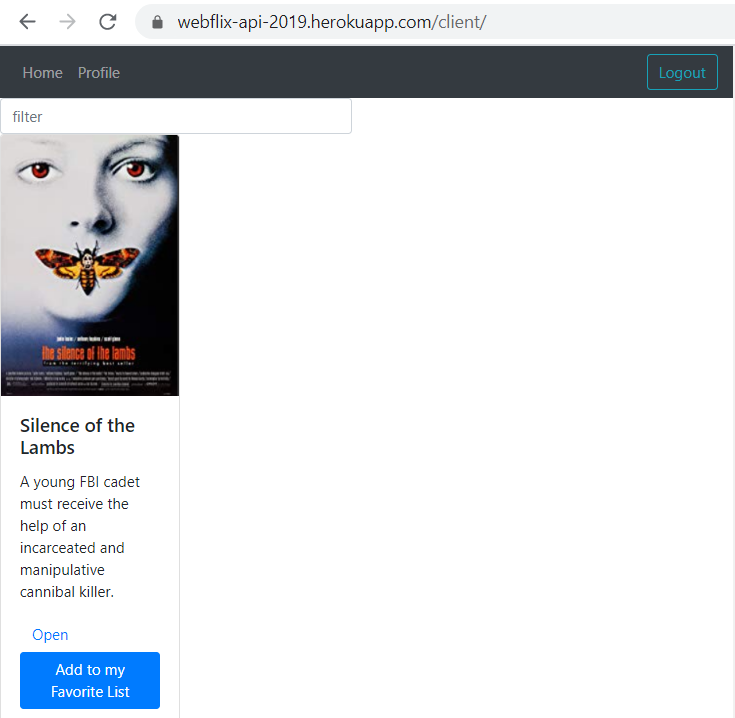 webflix-api-2019.herokuapp.com/client/
Home Profile Logout
filter
the silence of the lambs
Silence of the
Lambs
A young FBI cadet
must receive the
help of an
incarceated and
manipulative
cannibal killer.
Open
Add to my
Favorite List